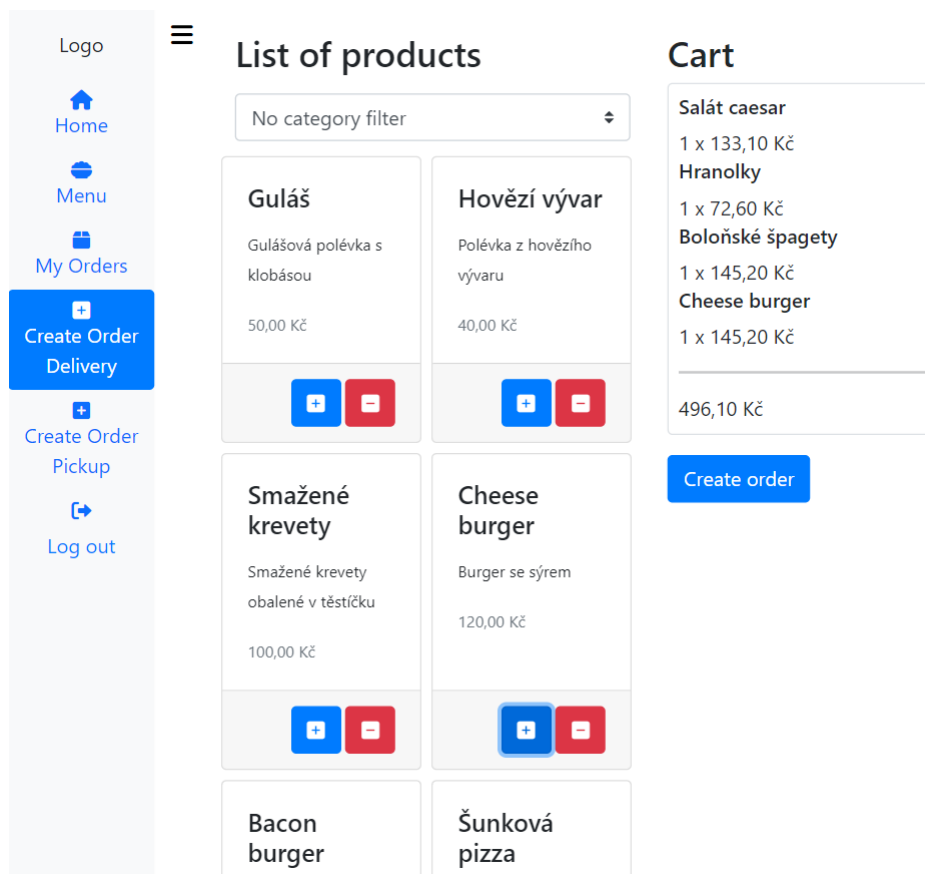 Logo
Home
Menu
My Orders
Create Order
Delivery
Create Order
Pickup
Log out
List of products
No category filter
Guláš
Gulášová polévka s
klobásou
50,00 Kč
Hovězí vývar
Polévka z hovězího
vývaru
40,00 Kč
Smažené
krevety
Smažené krevety
obalené v těstíčku
100,00 Kč
Cheese
burger
Burger se sýrem
120,00 Kč
Bacon
burger
Šunková
pizza
Cart
Salát caesar
1 x 133,10 Kč
Hranolky
1 x 72,60 Kč
Boloňské špagety
1 x 145,20 Kč
Cheese burger
1 x 145,20 Kč
496,10 Kč
Create order